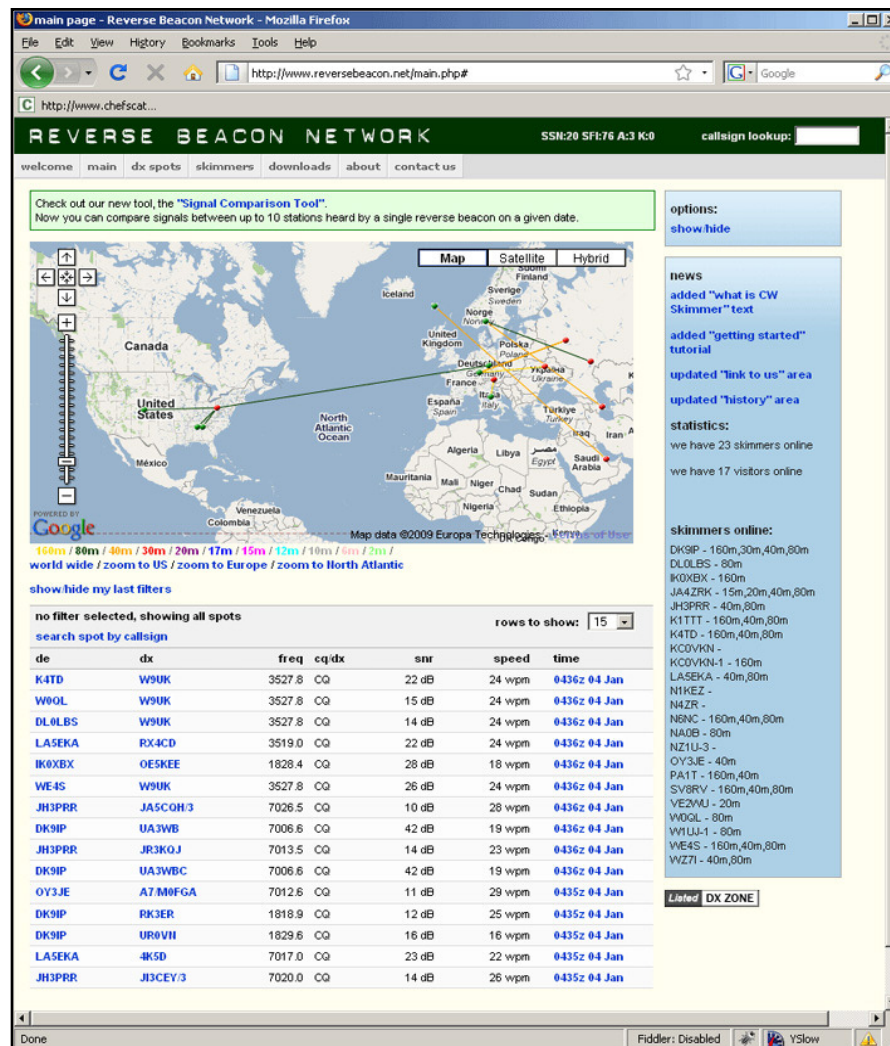 main page - Reverse Beacon Network - Mozilla Firefox
File Edit View History Bookmarks Tools Help
http://www.reversebeacon.net/main.php#
Google
http://www.chefscat...
REVERSE BEACON NETWORK
SSN:20 SFI:76 A:3 K:0
callsign lookup:
welcome main dx spots skimmers downloads about contact us
Check out our new tool, the "Signal Comparison Tool".
Now you can compare signals between up to 10 stations heard by a single reverse beacon on a given date.
Map Satellite Hybrid
Suomi
Finland
Iceland
Sverige
Sweden
Norge
Norway
United
Kingdom
Polska
Poland
Canada
Deutschland
Germany
Україна
Ukraine
France
United
States
España
Spain
Italia
Italy
Türkiye
Turkey
North
Atlantic
Ocean
Iraq
Iran
Algeria
Libya
مصر
Egypt
Saudi
Arabia
México
Mauritania
Mali
Niger
Chad
Sudan
Nigeria
Ethiopia
Venezuela
Colombia
DR Congo
Kenya
POWERED BY
Google
Map data ©2009 Europa Technologies - Terms of Use
160m / 80m / 40m / 30m / 20m / 17m / 15m / 12m / 10m / 6m / 2m /
world wide / zoom to US / zoom to Europe / zoom to North Atlantic
show/hide my last filters
no filter selected, showing all spots
rows to show: 15
search spot by callsign
de dx freq cq/dx snr speed time
K4TD W9UK 3527.8 CQ 22 dB 24 wpm 0436z 04 Jan
W0QL W9UK 3527.8 CQ 15 dB 24 wpm 0436z 04 Jan
DL0LBS W9UK 3527.8 CQ 14 dB 24 wpm 0436z 04 Jan
LA5EKA RX4CD 3519.0 CQ 22 dB 24 wpm 0436z 04 Jan
IK0XBX OE5KEE 1828.4 CQ 28 dB 18 wpm 0436z 04 Jan
WE4S W9UK 3527.8 CQ 26 dB 24 wpm 0436z 04 Jan
JH3PRR JA5CQH/3 7026.5 CQ 10 dB 28 wpm 0436z 04 Jan
DK9IP UA3WB 7006.6 CQ 42 dB 19 wpm 0436z 04 Jan
JH3PRR JR3KQJ 7013.5 CQ 14 dB 23 wpm 0436z 04 Jan
DK9IP UA3WBC 7006.6 CQ 42 dB 19 wpm 0436z 04 Jan
OY3JE A7/M0FGA 7012.6 CQ 11 dB 29 wpm 0435z 04 Jan
DK9IP RK3ER 1818.9 CQ 12 dB 25 wpm 0435z 04 Jan
DK9IP UR0VN 1829.6 CQ 16 dB 16 wpm 0435z 04 Jan
LA5EKA 4K5D 7017.0 CQ 23 dB 22 wpm 0435z 04 Jan
JH3PRR JI3CEY/3 7020.0 CQ 14 dB 26 wpm 0435z 04 Jan
options:
show/hide
news
added "what is CW
Skimmer" text
added "getting started"
tutorial
updated "link to us" area
updated "history" area
statistics:
we have 23 skimmers online
we have 17 visitors online
skimmers online:
DK9IP - 160m,30m,40m,80m
DL0LBS - 80m
IK0XBX - 160m
JA4ZRK - 15m,20m,40m,80m
JH3PRR - 40m,80m
K1TTT - 160m,40m,80m
K4TD - 160m,40m,80m
KC0VKN -
KC0VKN-1 - 160m
LA5EKA - 40m,80m
N1KEZ -
N4ZR -
N6NC - 160m,40m,80m
NA0B - 80m
NZ1U-3 -
OY3JE - 40m
PA1T - 160m,40m
SV8RV - 160m,40m,80m
VE2WU - 20m
W0QL - 80m
W1UJ-1 - 80m
WE4S - 160m,40m,80m
WZ7I - 40m,80m
Listed DX ZONE
Done
Fiddler: Disabled
YSlow